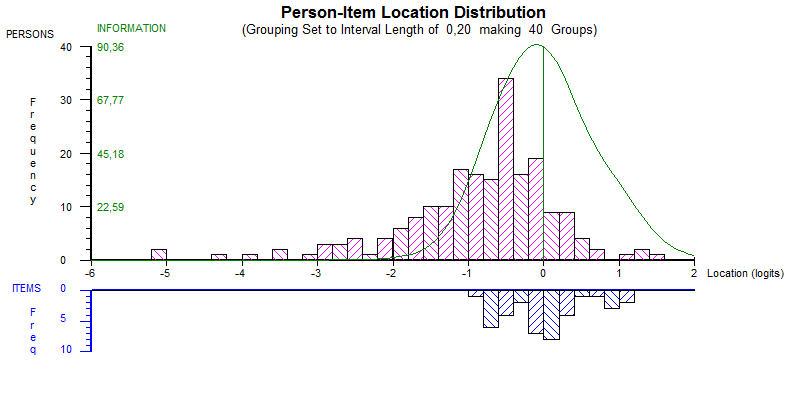 Person-Item Location Distribution
(Grouping Set to Interval Length of 0,20 making 40 Groups)
PERSONS
INFORMATION
40 90,36
30 67,77
20 45,18
10 22,59
0
Frequency
-6 -5 -4 -3 -2 -1 0 1 2 Location (logits)
ITEMS 0
5
10
Freq